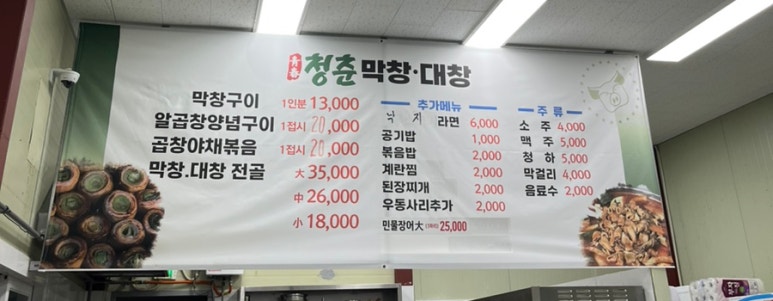 청춘 막창·대창
막창구이 1인분 13,000
알곱창양념구이 1접시 20,000
곱창야채볶음 1접시 20,000
막창.대창 전골 大 35,000
中 26,000
小 18,000
추가메뉴
낙지 라면 6,000
공기밥 1,000
볶음밥 2,000
계란찜 2,000
된장찌개 2,000
우동사리추가 2,000
민물장어大 25,000
주 류
소 주 4,000
맥 주 5,000
청 하 5,000
막걸리 4,000
음료수 2,000